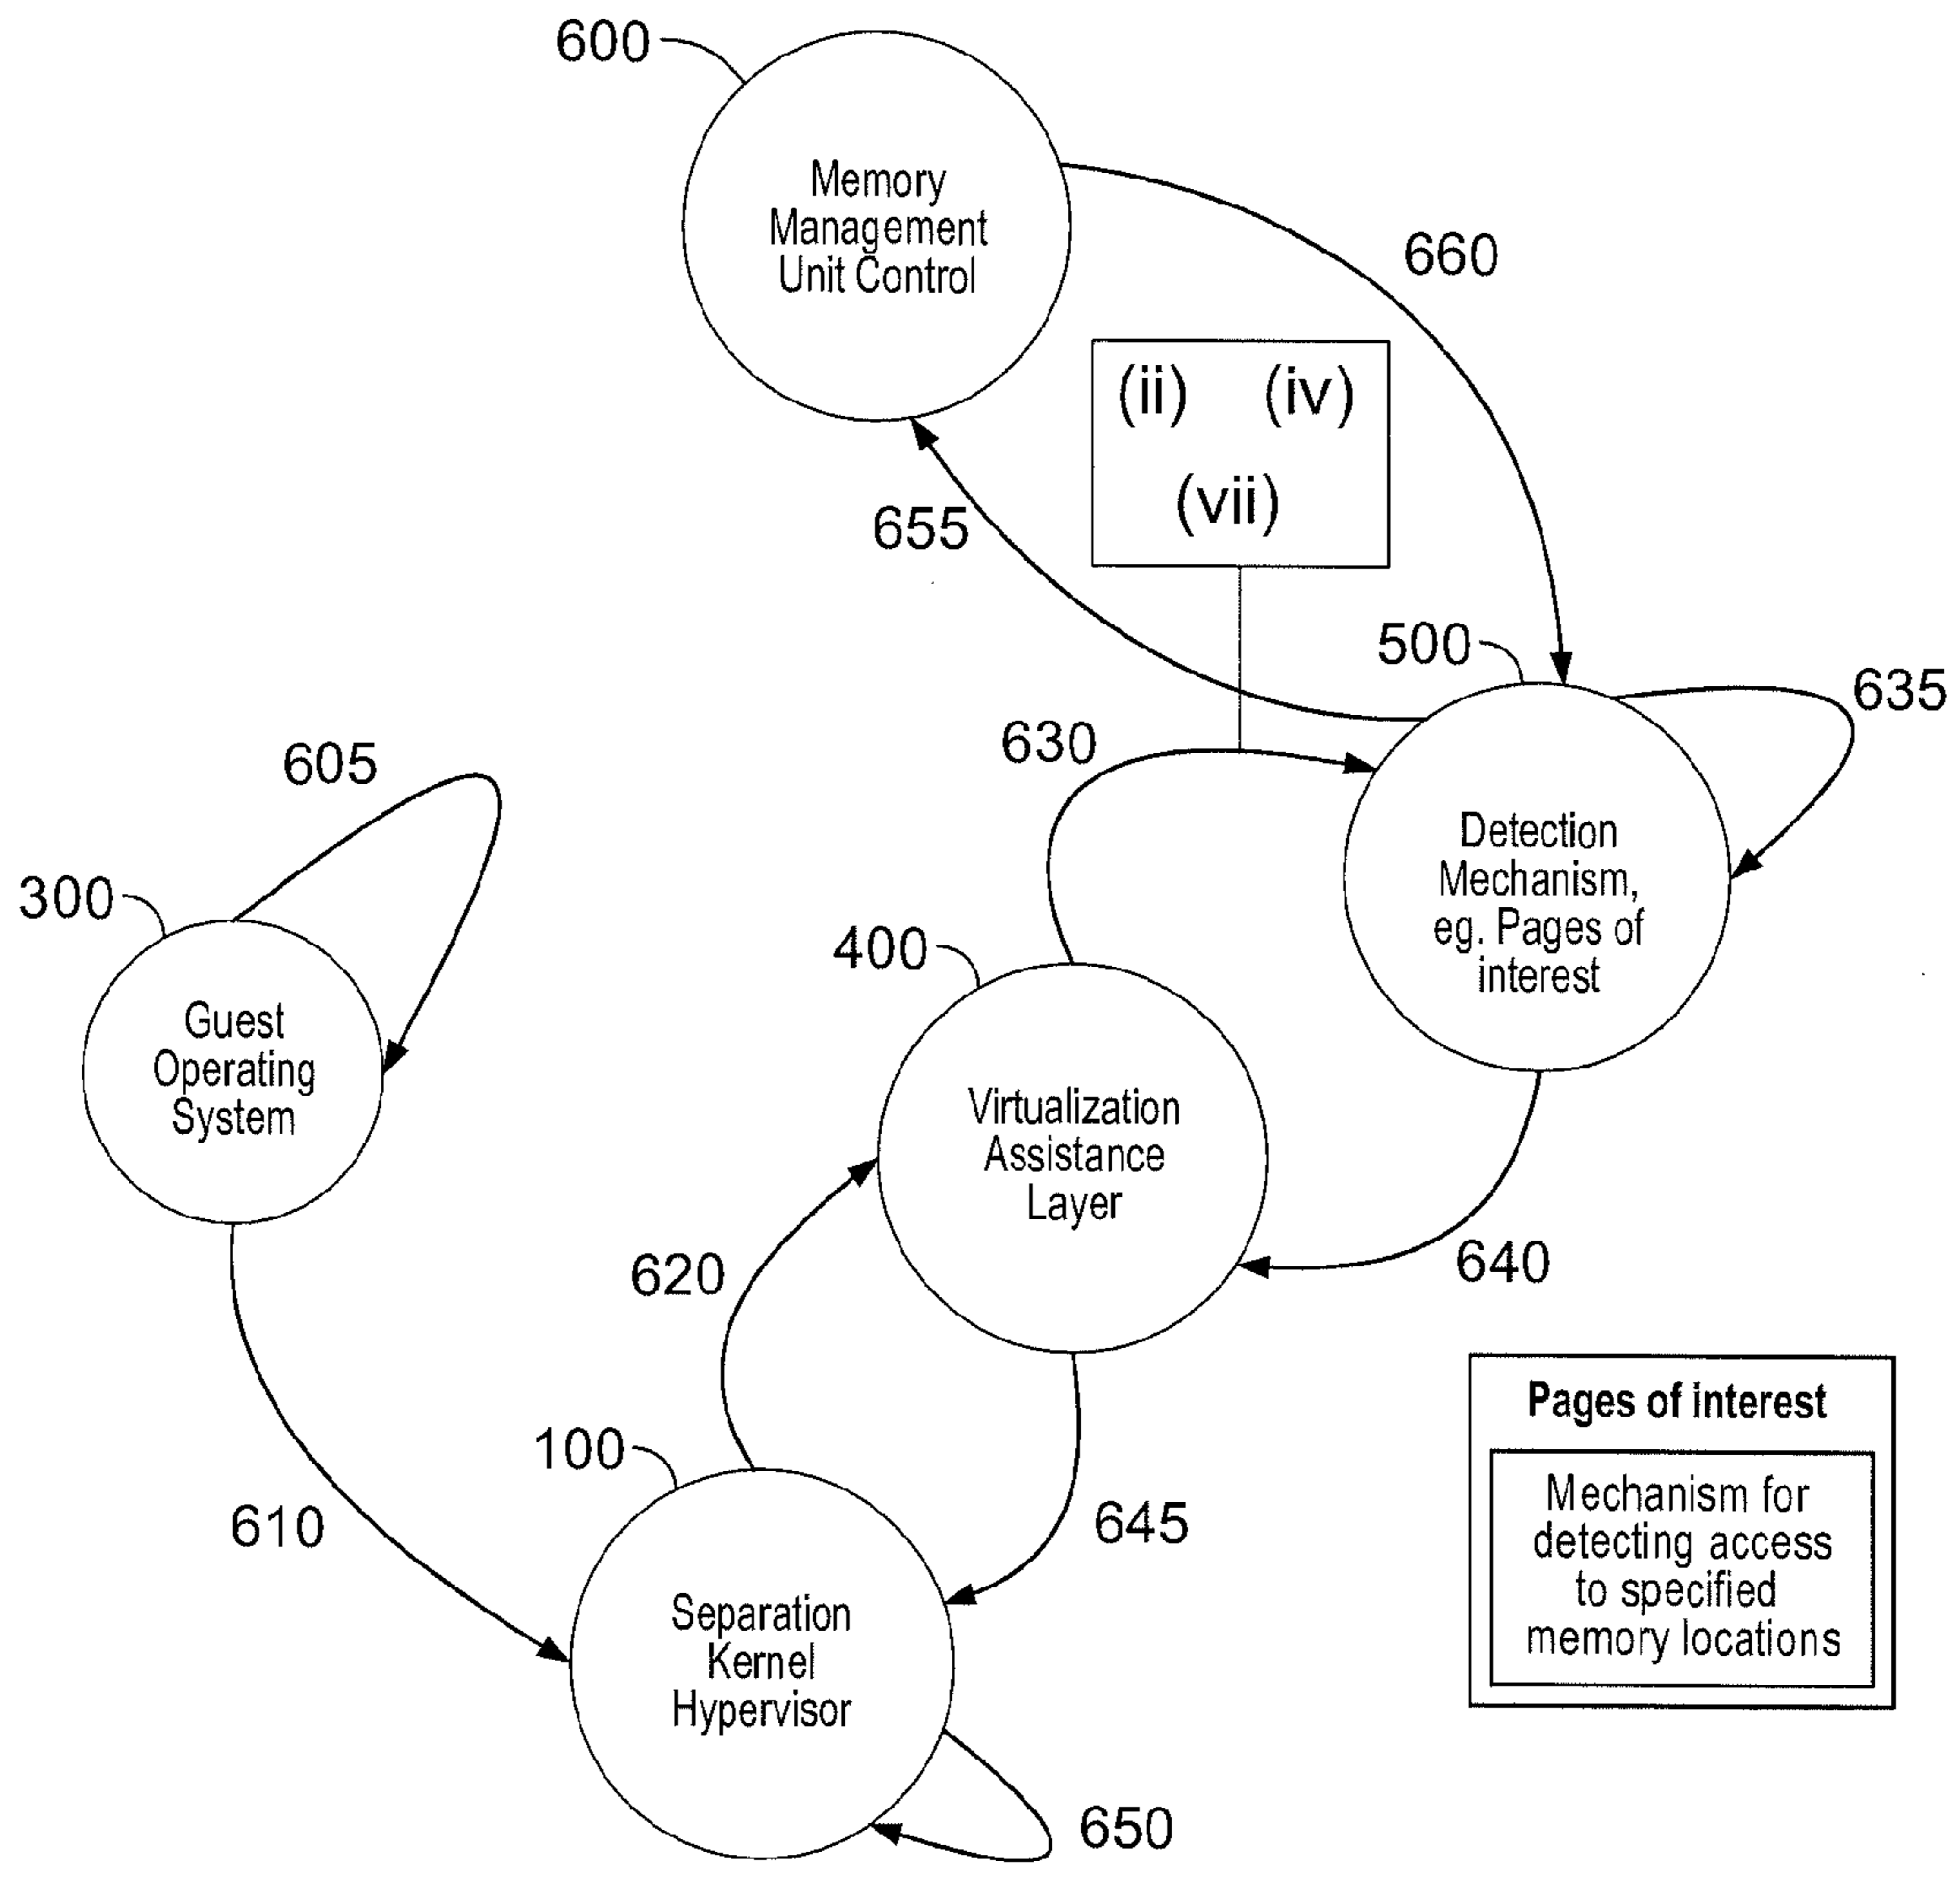 600
Memory
Management
Unit Control
660
(ii) (iv)
(vii)
655
500
635
630
605
Detection
Mechanism,
eg. Pages of
interest
300
400
Guest
Operating
System
Virtualization
Assistance
Layer
620
640
Pages of interest
Mechanism for
detecting access
to specified
memory locations
100
610
645
Separation
Kernel
Hypervisor
650